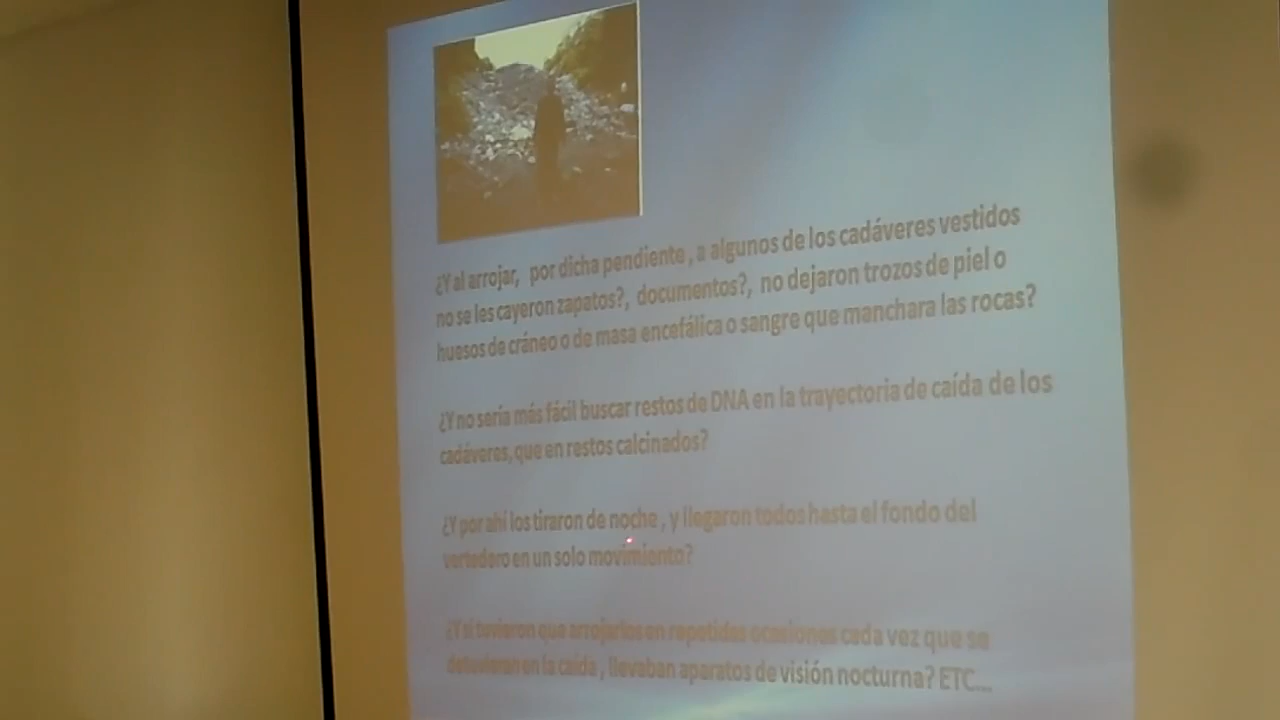 ¿Y al arrojar, por dicha pendiente , a algunos de los cadáveres vestidos
no se les cayeron zapatos?, documentos?, no dejaron trozos de piel o
huesos de cráneo o de masa encefálica o sangre que manchara las rocas?
¿Y no sería más fácil buscar restos de DNA en la trayectoria de caída de los
cadáveres, que en restos calcinados?
¿Y por ahí los tiraron de noche , y llegaron todos hasta el fondo del
vertedero en un solo movimiento?
¿Y si tuvieron que arrojarlos en repetidas ocasiones cada vez que se
detuvieran en la caída , llevaban aparatos de visión nocturna? ETC...